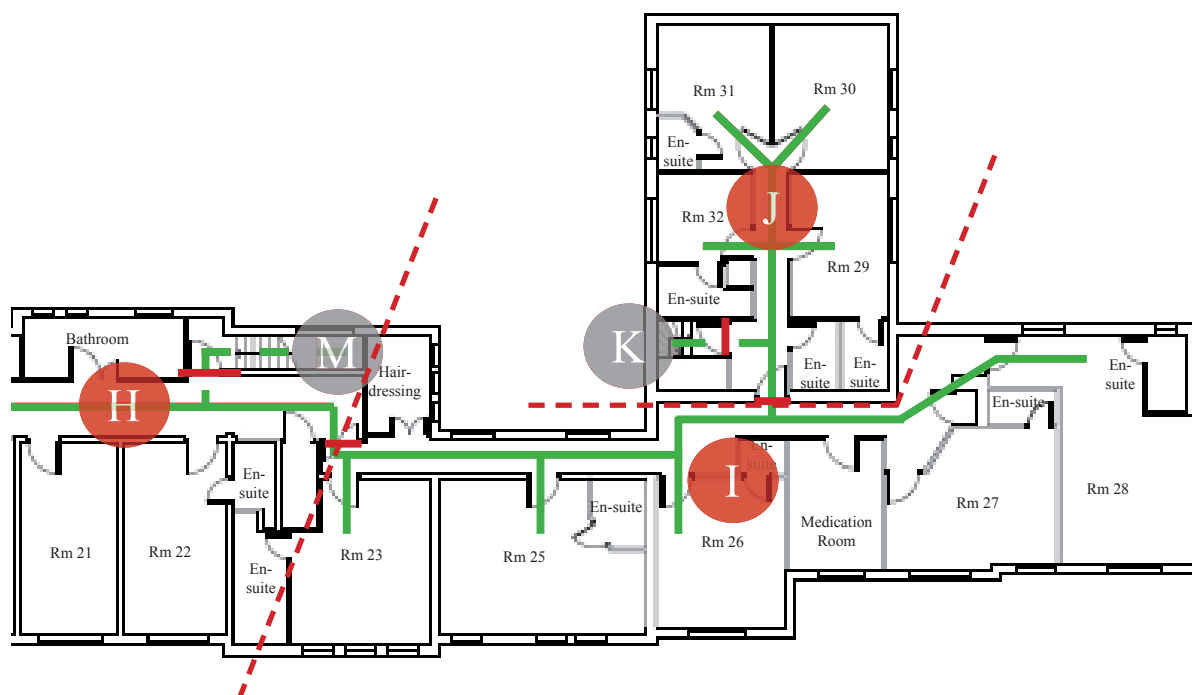 Rm 31
Rm 30
En-
suite
J
Rm 32
Rm 29
En-suite
K
En-
suite
En-
suite
Bathroom
M
Hair-
dressing
H
En-
suite
En-suite
En-
suite
I
En-
suite
En-suite
Rm 21
Rm 22
En-
suite
Rm 23
Rm 25
Rm 26
Medication
Room
Rm 27
Rm 28